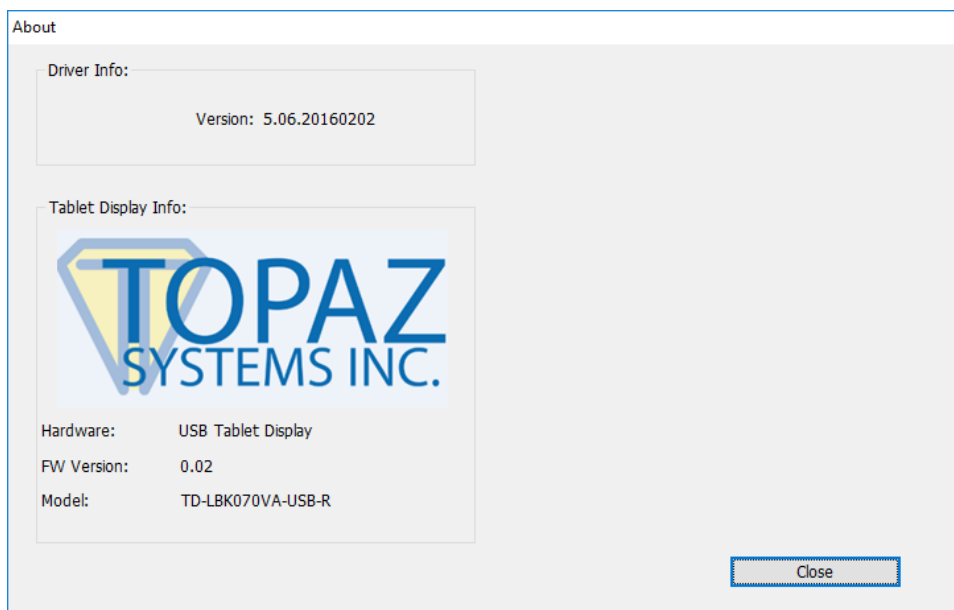 About
Driver Info:
Version: 5.06.20160202
Tablet Display Info:
TOPAZ
SYSTEMS INC.
Hardware: USB Tablet Display
FW Version: 0.02
Model: TD-LBK070VA-USB-R
Close